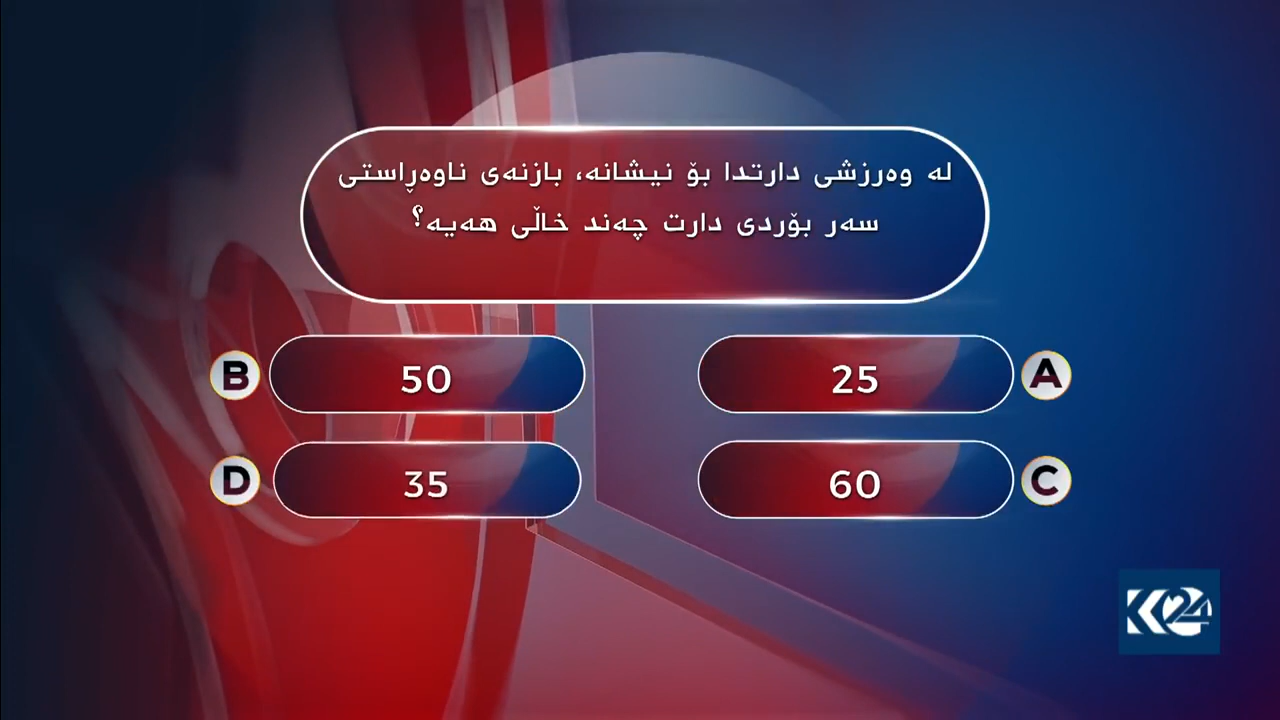 لە وەرزشی دارتدا بۆ نیشانە، بازنەی ناوەڕاستی
سەر بۆردی دارت چەند خاڵی هەیە؟
A 25
B 50
C 60
D 35
K24